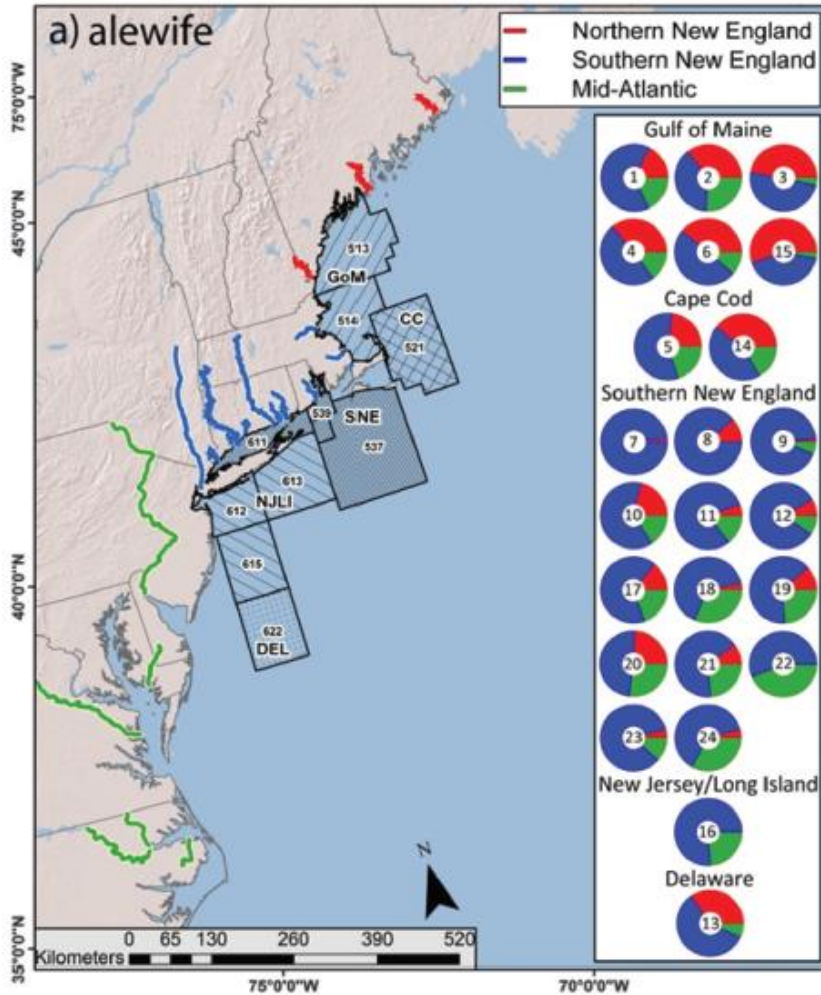 a) alewife
Northern New England
Southern New England
Mid-Atlantic
Gulf of Maine
1 2 3
4 6 15
Cape Cod
5 14
Southern New England
7 8 9
10 11 12
17 18 19
20 21 22
23 24
New Jersey/Long Island
16
Delaware
13
75°0'0"W
45°0'0"N
40°0'0"N
35°0'0"N
513
GoM
514
CC
521
539
SNE
537
611
613
612
NJLI
615
622
DEL
N
0 65 130 260 390 520
Kilometers
75°0'0"W
70°0'0"W